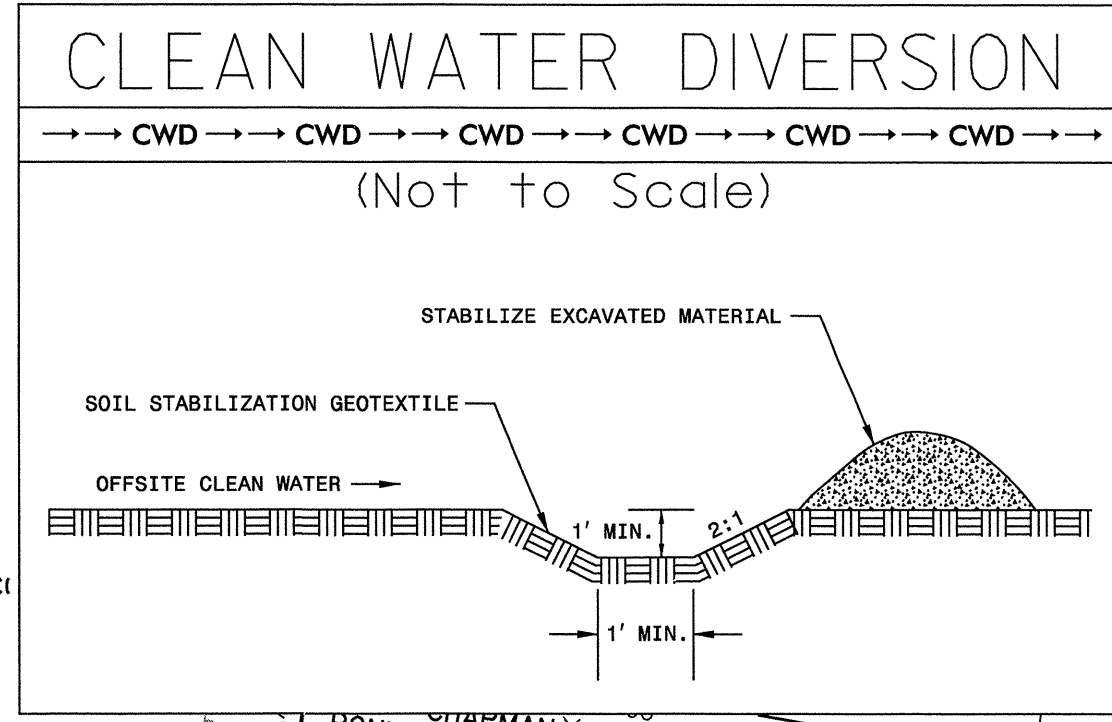 CLEAN WATER DIVERSION
CWD CWD CWD CWD CWD CWD
(Not to Scale)
STABILIZE EXCAVATED MATERIAL
SOIL STABILIZATION GEOTEXTILE
OFFSITE CLEAN WATER
1' MIN.
2:1
1' MIN.
CHAPMAN